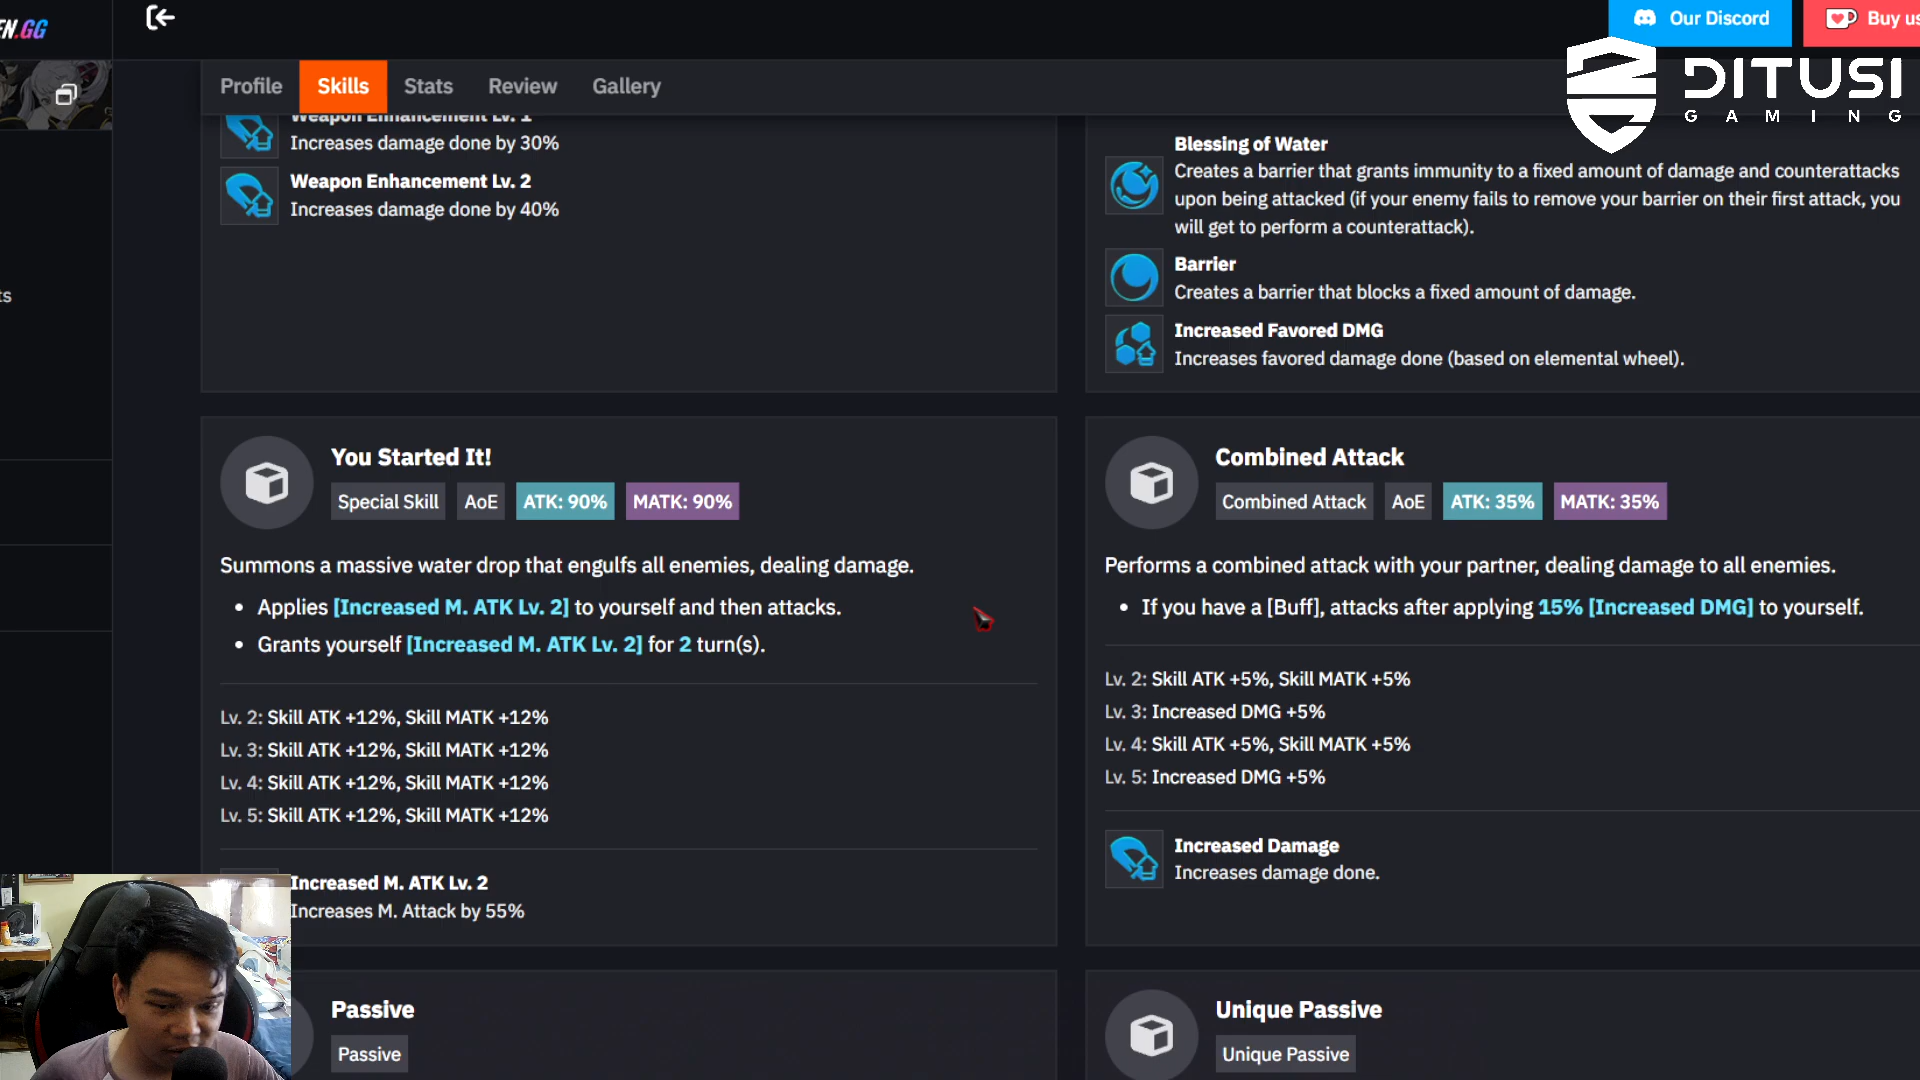 EN.GG
Our Discord
Buy us
DITUSI
GAMING
Profile
Skills
Stats
Review
Gallery
Weapon Enhancement Lv. 1
Increases damage done by 30%
Weapon Enhancement Lv. 2
Increases damage done by 40%
Blessing of Water
Creates a barrier that grants immunity to a fixed amount of damage and counterattacks
upon being attacked (if your enemy fails to remove your barrier on their first attack, you
will get to perform a counterattack).
Barrier
Creates a barrier that blocks a fixed amount of damage.
Increased Favored DMG
Increases favored damage done (based on elemental wheel).
ts
You Started It!
Special Skill
AoE
ATK: 90%
MATK: 90%
Summons a massive water drop that engulfs all enemies, dealing damage.
• Applies [Increased M. ATK Lv. 2] to yourself and then attacks.
• Grants yourself [Increased M. ATK Lv. 2] for 2 turn(s).
Lv. 2: Skill ATK +12%, Skill MATK +12%
Lv. 3: Skill ATK +12%, Skill MATK +12%
Lv. 4: Skill ATK +12%, Skill MATK +12%
Lv. 5: Skill ATK +12%, Skill MATK +12%
Increased M. ATK Lv. 2
Increases M. Attack by 55%
Combined Attack
Combined Attack
AoE
ATK: 35%
MATK: 35%
Performs a combined attack with your partner, dealing damage to all enemies.
• If you have a [Buff], attacks after applying 15% [Increased DMG] to yourself.
Lv. 2: Skill ATK +5%, Skill MATK +5%
Lv. 3: Increased DMG +5%
Lv. 4: Skill ATK +5%, Skill MATK +5%
Lv. 5: Increased DMG +5%
Increased Damage
Increases damage done.
Passive
Passive
Unique Passive
Unique Passive